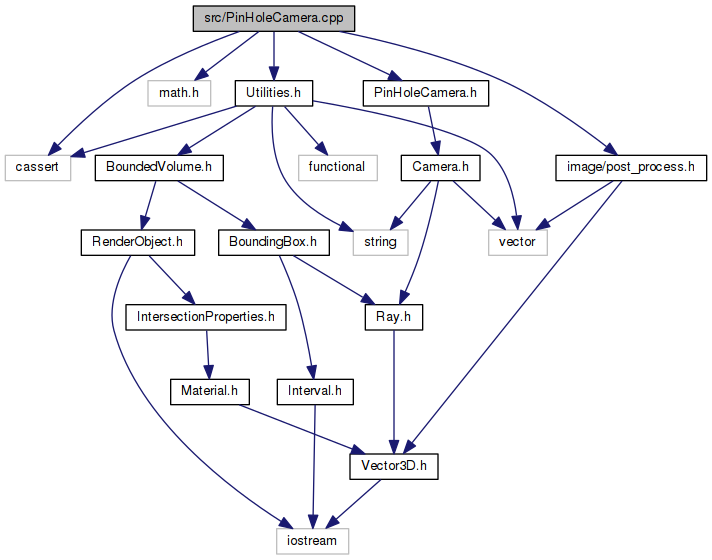 src/PinHoleCamera.cpp
math.h
Utilities.h
PinHoleCamera.h
cassert
BoundedVolume.h
functional
Camera.h
image/post_process.h
RenderObject.h
BoundingBox.h
string
vector
IntersectionProperties.h
Ray.h
Material.h
Interval.h
Vector3D.h
iostream